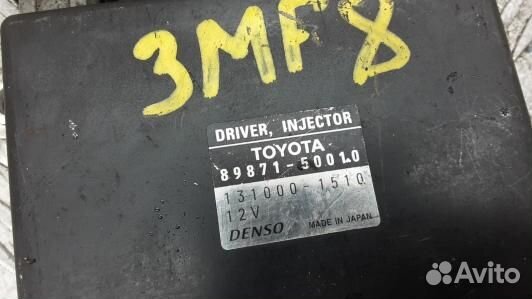 3MF8
DRIVER, INJECTOR
TOYOTA
89871-50010
131000-1510
12V
DENSO MADE IN JAPAN
Avito